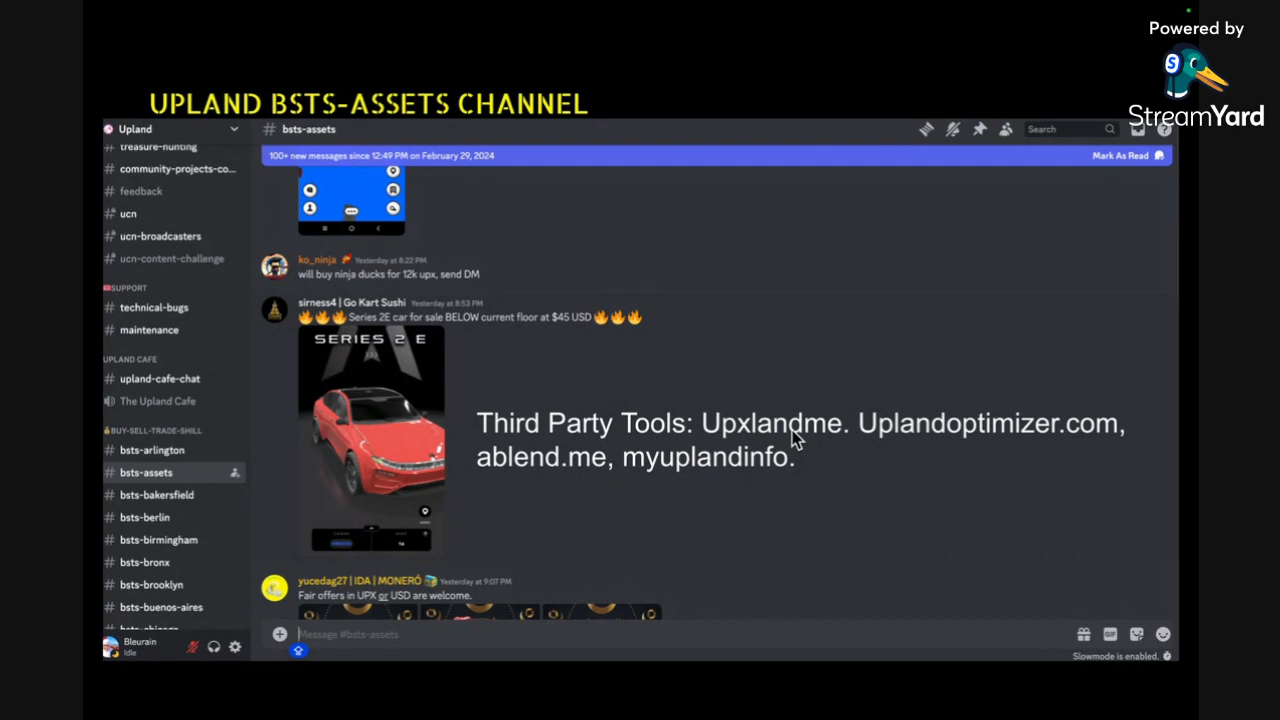 Powered by
StreamYard
UPLAND BSTS-ASSETS CHANNEL
Upland
# bsts-assets
Search
100+ new messages since 12:49 PM on February 29, 2024
Mark As Read
treasure-hunting
# community-projects-co...
# feedback
# ucn
# ucn-broadcasters
# ucn-content-challenge
SUPPORT
# technical-bugs
# maintenance
UPLAND CAFE
# upland-cafe-chat
The Upland Cafe
BUY-SELL-TRADE-SHILL
# bsts-arlington
# bsts-assets
# bsts-bakersfield
# bsts-berlin
# bsts-birmingham
# bsts-bronx
# bsts-brooklyn
# bsts-buenos-aires
Bleurain
Idle
ko_ninja Yesterday at 8:22 PM
will buy ninja ducks for 12k upx, send DM
sirness4 | Go Kart Sushi Yesterday at 8:53 PM
🔥🔥🔥 Series 2E car for sale BELOW current floor at $45 USD 🔥🔥🔥
SERIES 2 E
Third Party Tools: Upxlandme. Uplandoptimizer.com,
ablend.me, myuplandinfo.
yucedag27 | IDA | MONERÓ Yesterday at 9:07 PM
Fair offers in UPX or USD are welcome.
Message #bsts-assets
GIF
Slowmode is enabled.